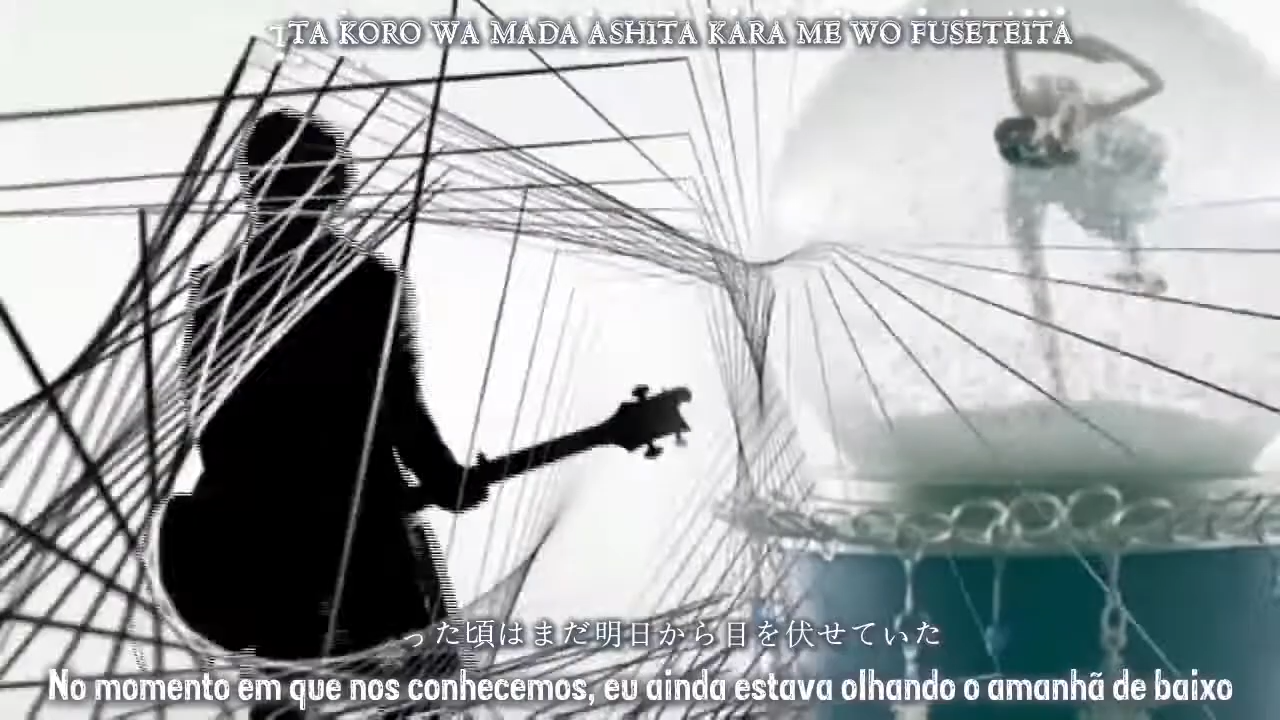 TTA KORO WA MADA ASHITA KARA ME WO FUSETEITA
った頃はまだ明日から目を伏せていた
No momento em que nos conhecemos, eu ainda estava olhando o amanhã de baixo